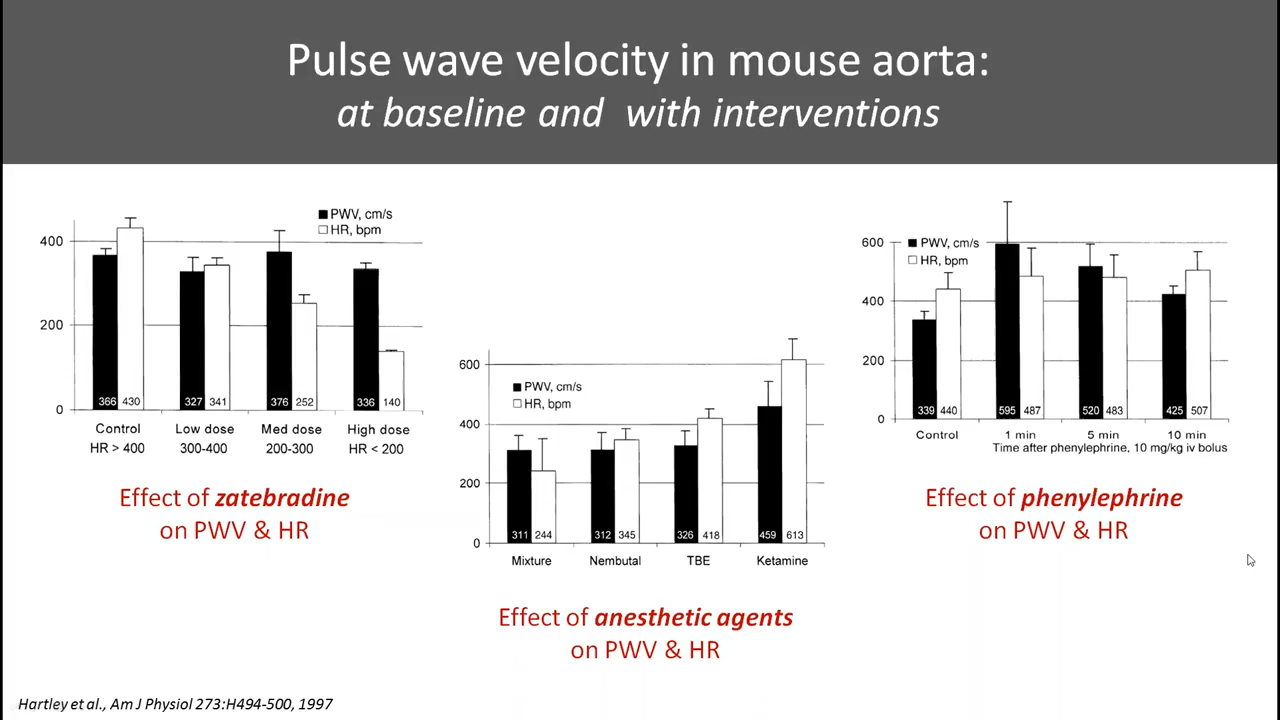 Pulse wave velocity in mouse aorta:
at baseline and with interventions
PWV, cm/s
HR, bpm
400
200
0
366 430 327 341 376 252 336 140
Control Low dose Med dose High dose
HR > 400 300-400 200-300 HR < 200
Effect of zatebradine
on PWV & HR
PWV, cm/s
HR, bpm
600
400
200
0
311 244 312 345 326 418 459 613
Mixture Nembutal TBE Ketamine
Effect of anesthetic agents
on PWV & HR
PWV, cm/s
HR, bpm
600
400
200
0
339 440 595 487 520 483 425 507
Control 1 min 5 min 10 min
Time after phenylephrine, 10 mg/kg iv bolus
Effect of phenylephrine
on PWV & HR
Hartley et al., Am J Physiol 273:H494-500, 1997